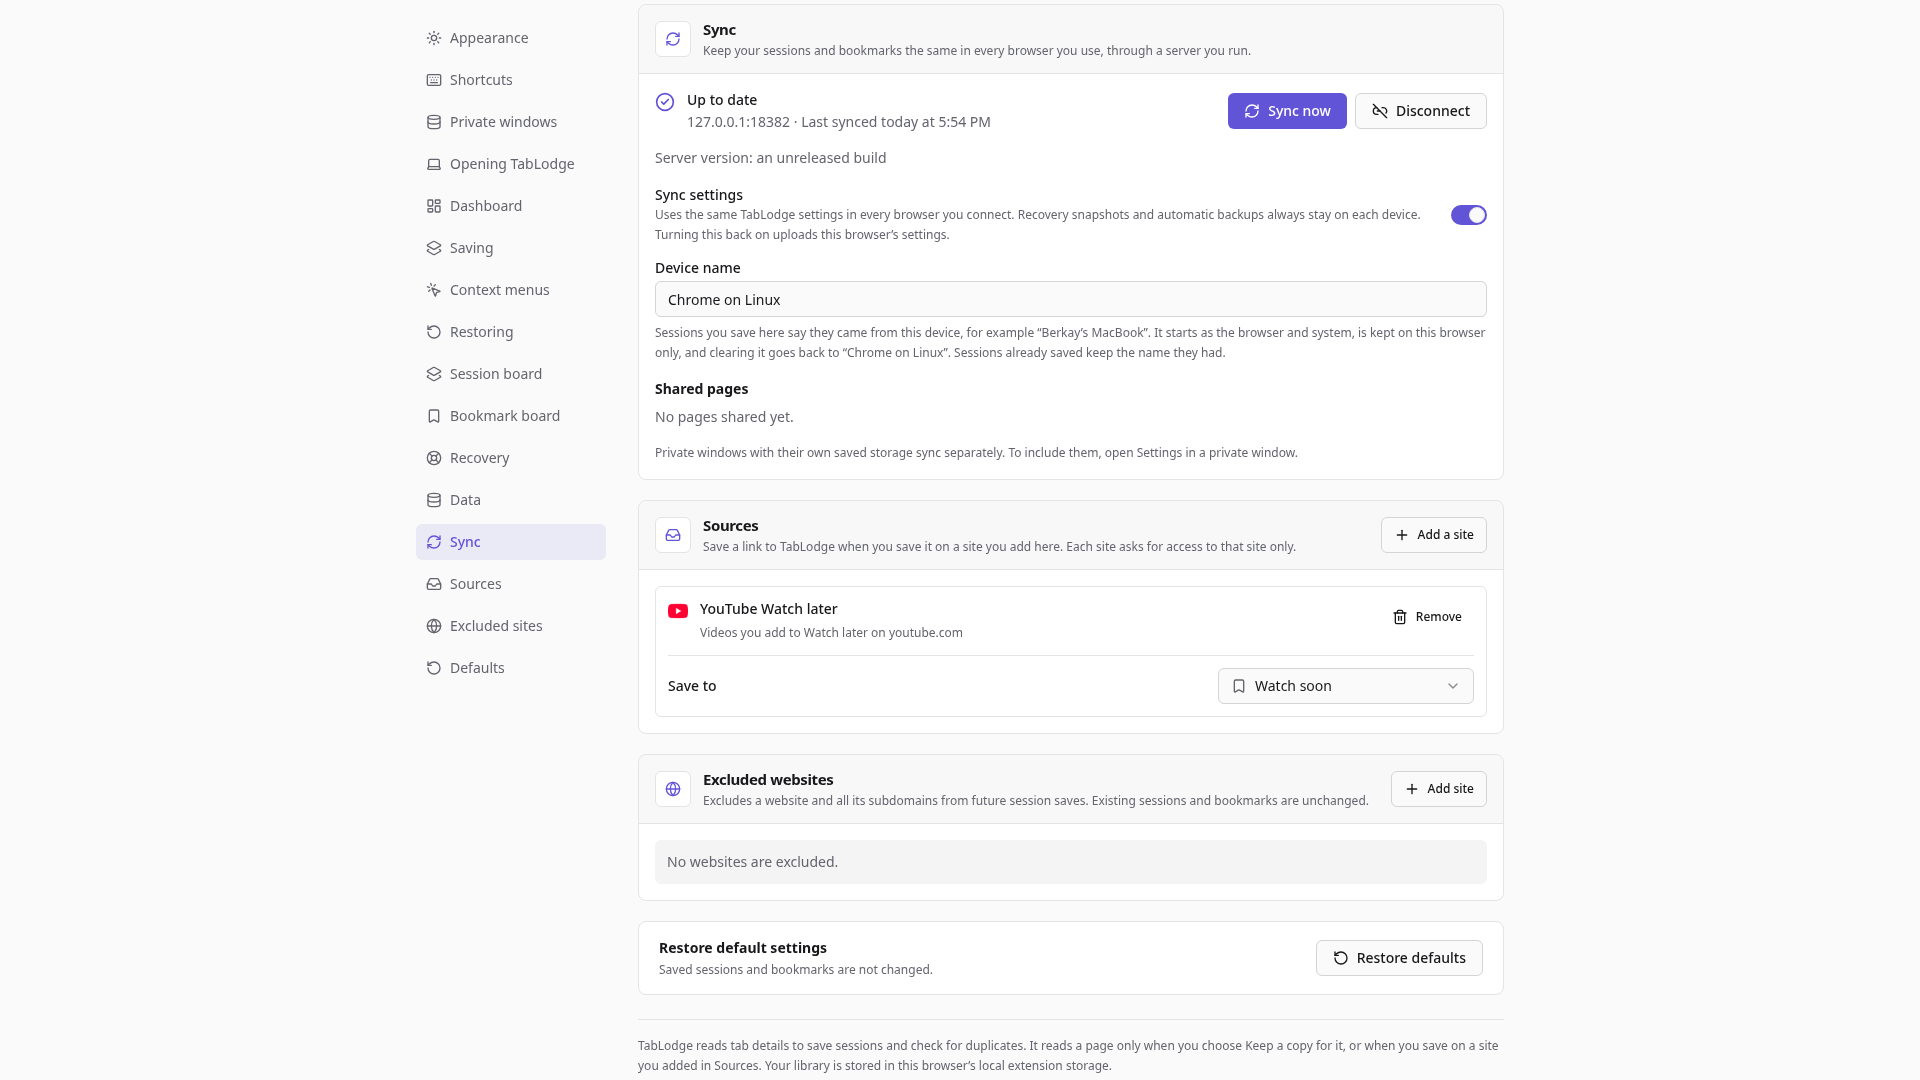 Appearance
Shortcuts
Private windows
Opening TabLodge
Dashboard
Saving
Context menus
Restoring
Session board
Bookmark board
Recovery
Data
Sync
Sources
Excluded sites
Defaults
Sync
Keep your sessions and bookmarks the same in every browser you use, through a server you run.
Up to date
127.0.0.1:18382 · Last synced today at 5:54 PM
Sync now
Disconnect
Server version: an unreleased build
Sync settings
Uses the same TabLodge settings in every browser you connect. Recovery snapshots and automatic backups always stay on each device.
Turning this back on uploads this browser’s settings.
Device name
Chrome on Linux
Sessions you save here say they came from this device, for example “Berkay’s MacBook”. It starts as the browser and system, is kept on this browser
only, and clearing it goes back to “Chrome on Linux”. Sessions already saved keep the name they had.
Shared pages
No pages shared yet.
Private windows with their own saved storage sync separately. To include them, open Settings in a private window.
Sources
Save a link to TabLodge when you save it on a site you add here. Each site asks for access to that site only.
Add a site
YouTube Watch later
Videos you add to Watch later on youtube.com
Remove
Save to
Watch soon
Excluded websites
Excludes a website and all its subdomains from future session saves. Existing sessions and bookmarks are unchanged.
Add site
No websites are excluded.
Restore default settings
Saved sessions and bookmarks are not changed.
Restore defaults
TabLodge reads tab details to save sessions and check for duplicates. It reads a page only when you choose Keep a copy for it, or when you save on a site
you added in Sources. Your library is stored in this browser’s local extension storage.